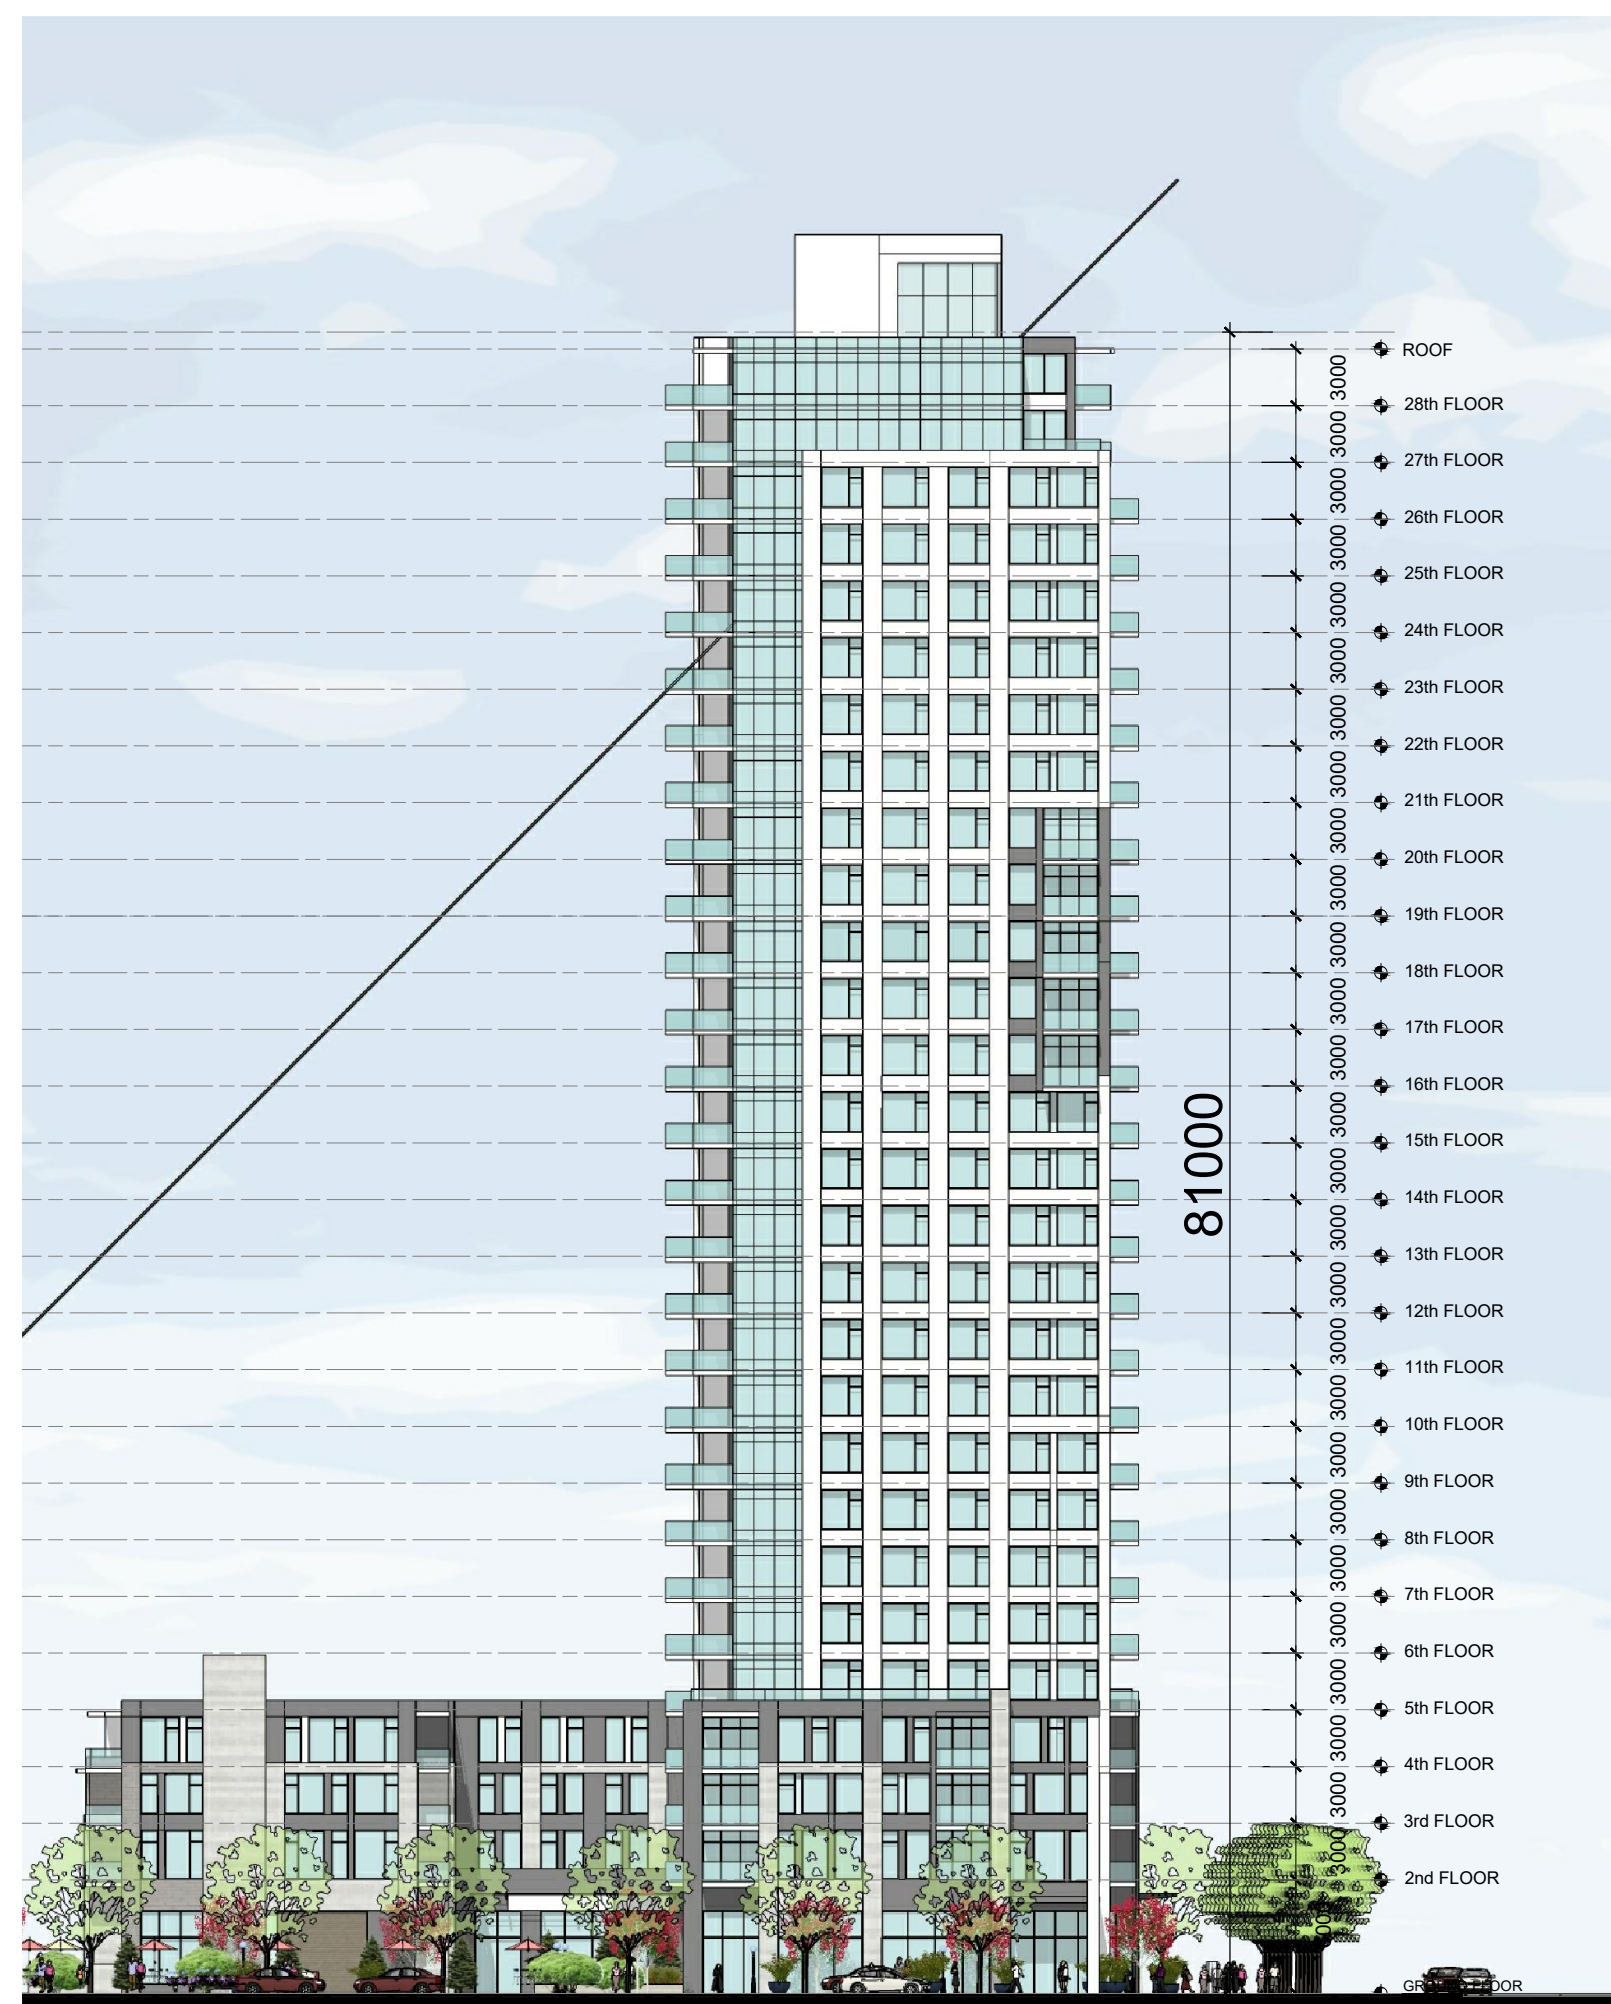 ROOF
3000
28th FLOOR
3000
27th FLOOR
3000
26th FLOOR
3000
25th FLOOR
3000
24th FLOOR
3000
23th FLOOR
3000
22th FLOOR
3000
21th FLOOR
3000
20th FLOOR
3000
19th FLOOR
3000
18th FLOOR
3000
17th FLOOR
3000
16th FLOOR
3000
15th FLOOR
81000
3000
14th FLOOR
3000
13th FLOOR
3000
12th FLOOR
3000
11th FLOOR
3000
10th FLOOR
3000
9th FLOOR
3000
8th FLOOR
3000
7th FLOOR
3000
6th FLOOR
3000
5th FLOOR
3000
4th FLOOR
3000
3rd FLOOR
3000
2nd FLOOR
GROUND FLOOR